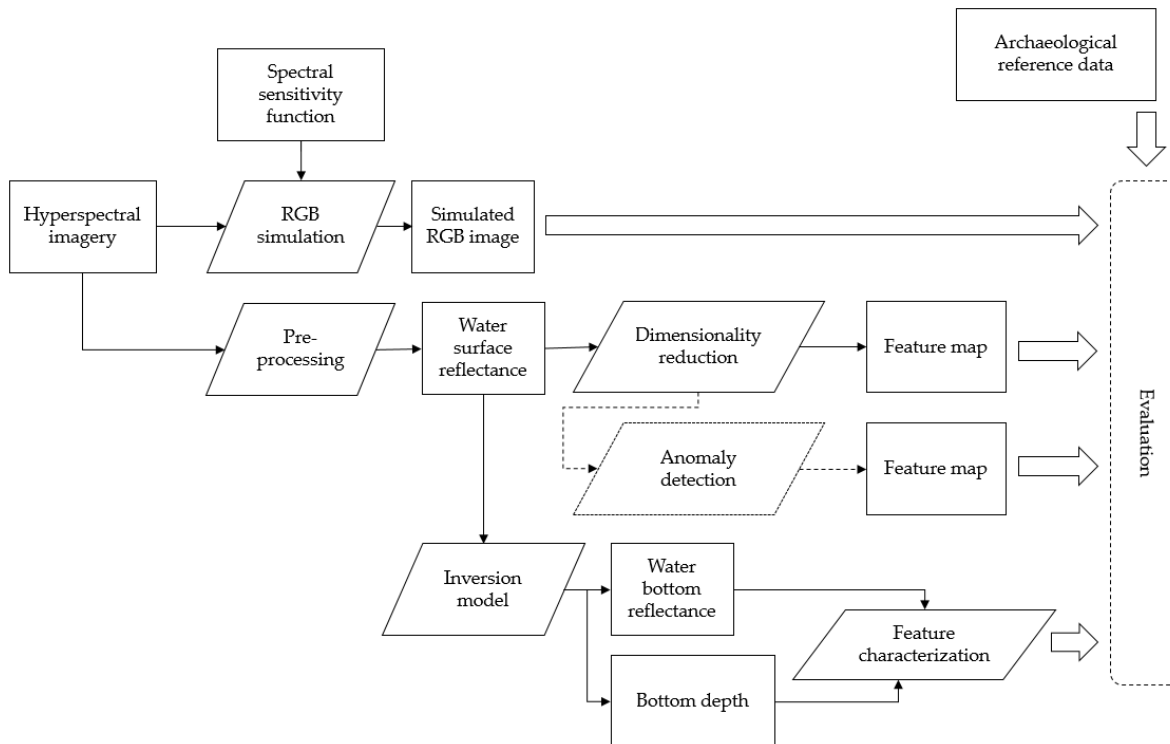 Archaeological
reference data
Spectral
sensitivity
function
Hyperspectral
imagery
RGB
simulation
Simulated
RGB image
Pre-
processing
Water
surface
reflectance
Dimensionality
reduction
Feature map
Anomaly
detection
Feature map
Evaluation
Inversion
model
Water
bottom
reflectance
Feature
characterization
Bottom depth